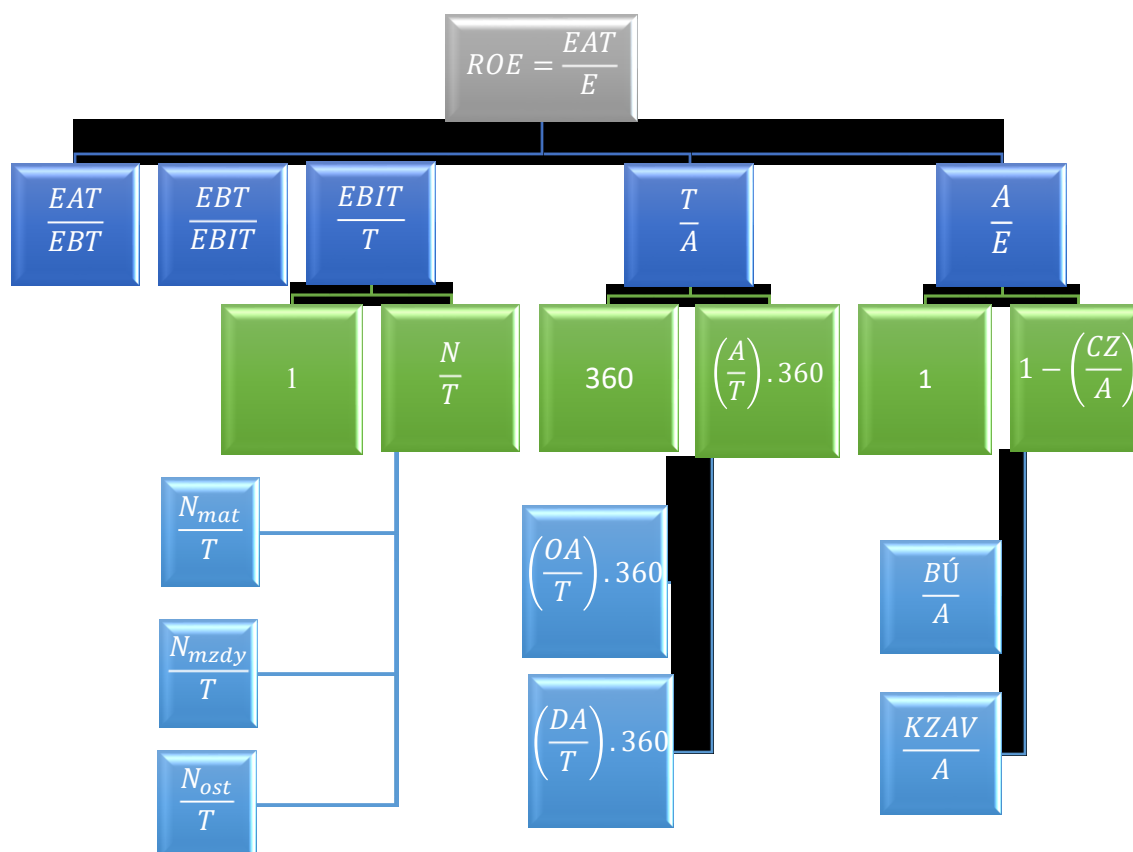 ROE = EAT/E
EAT/EBT
EBT/EBIT
EBIT/T
T/A
A/E
1
N/T
360
(A/T).360
1
1 − (CZ/A)
N_mat/T
N_mzdy/T
N_ost/T
(OA/T).360
(DA/T).360
BÚ/A
KZAV/A